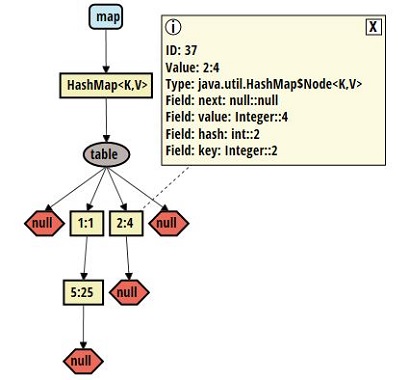 map
i
X
ID: 37
Value: 2:4
Type: java.util.HashMap$Node<K,V>
Field: next: null::null
Field: value: Integer::4
Field: hash: int::2
Field: key: Integer::2
HashMap<K,V>
table
null
1:1
2:4
null
5:25
null
null